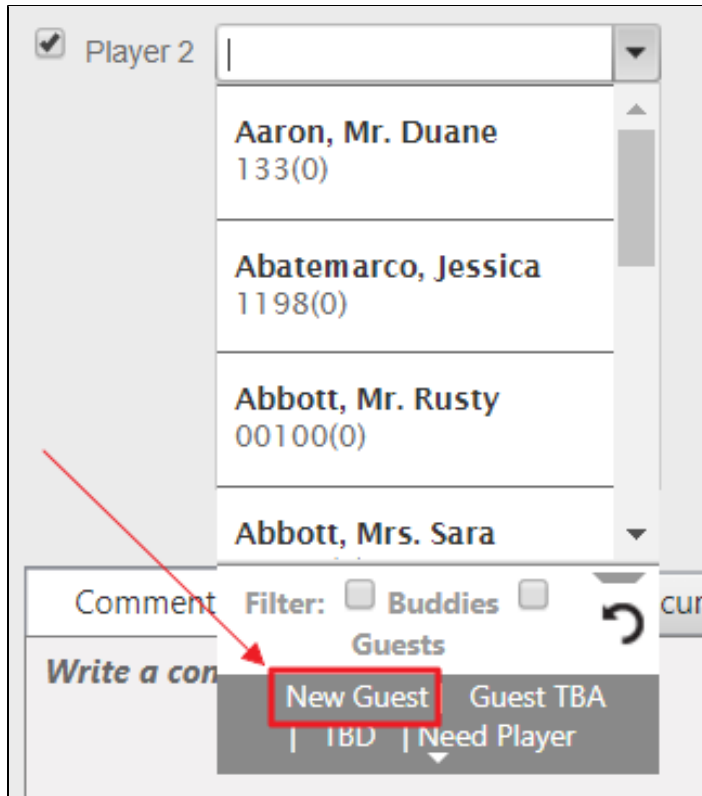 Player 2
Aaron, Mr. Duane
133(0)
Abatemarco, Jessica
1198(0)
Abbott, Mr. Rusty
00100(0)
Abbott, Mrs. Sara
Comment
Filter: Buddies
Guests
Write a
New Guest | Guest TBA
| TBD | Need Player